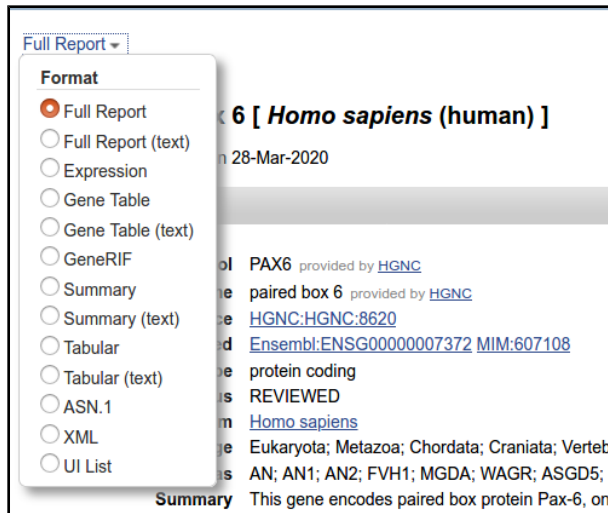 Full Report
Format
Full Report
Full Report (text)
Expression
Gene Table
Gene Table (text)
GeneRIF
Summary
Summary (text)
Tabular
Tabular (text)
ASN.1
XML
UI List
6 [ Homo sapiens (human) ]
28-Mar-2020
PAX6 provided by HGNC
paired box 6 provided by HGNC
HGNC:HGNC:8620
Ensembl:ENSG00000007372 MIM:607108
protein coding
REVIEWED
Homo sapiens
Eukaryota; Metazoa; Chordata; Craniata; Verteb
AN; AN1; AN2; FVH1; MGDA; WAGR; ASGD5;
Summary This gene encodes paired box protein Pax-6, on